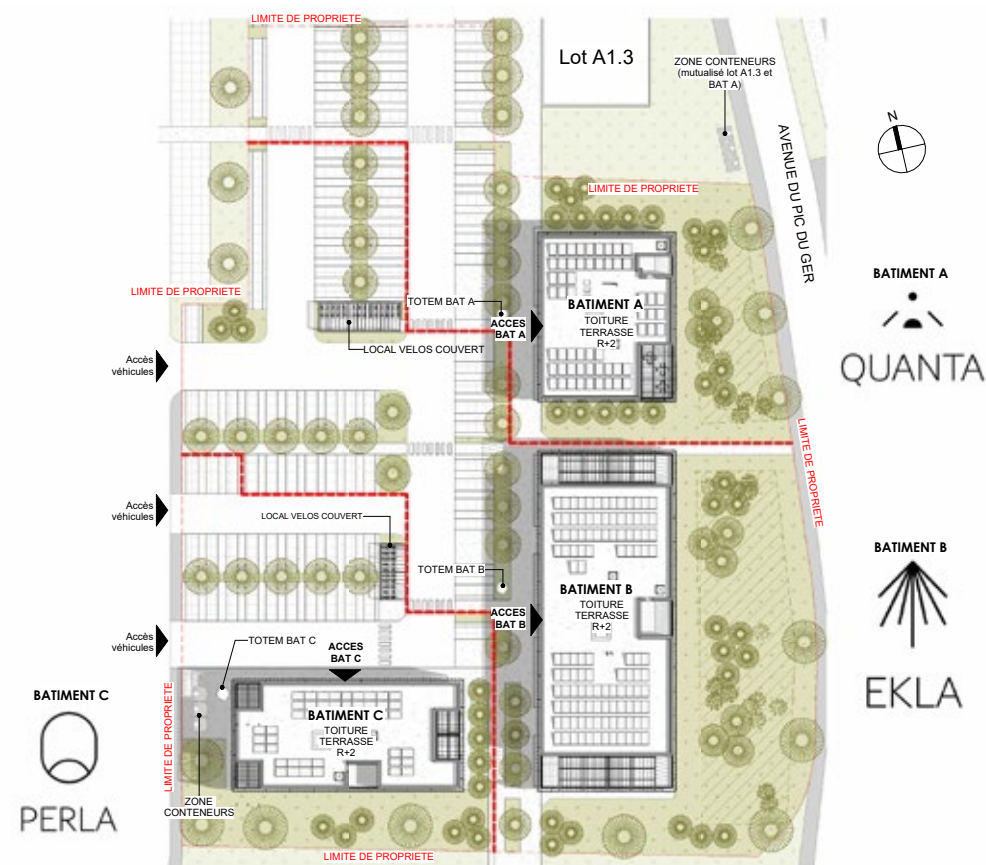 LIMITE DE PROPRIETE
Lot A1.3
ZONE CONTENEURS
(mutualisé lot A1.3 et
BAT A)
N
AVENUE DU PIC DU GER
LIMITE DE PROPRIETE
BATIMENT A
QUANTA
LIMITE DE PROPRIETE
TOTEM BAT A
ACCES
BAT A
BATIMENT A
TOITURE
TERRASSE
R+2
LOCAL VELOS COUVERT
Accès
véhicules
LIMITE DE PROPRIETE
Accès
véhicules
LOCAL VELOS COUVERT
TOTEM BAT B
ACCES
BAT B
BATIMENT B
TOITURE
TERRASSE
R+2
BATIMENT B
EKLA
Accès
véhicules
TOTEM BAT C
ACCES
BAT C
BATIMENT C
PERLA
LIMITE DE PROPRIETE
BATIMENT C
TOITURE
TERRASSE
R+2
ZONE
CONTENEURS
LIMITE DE PROPRIETE